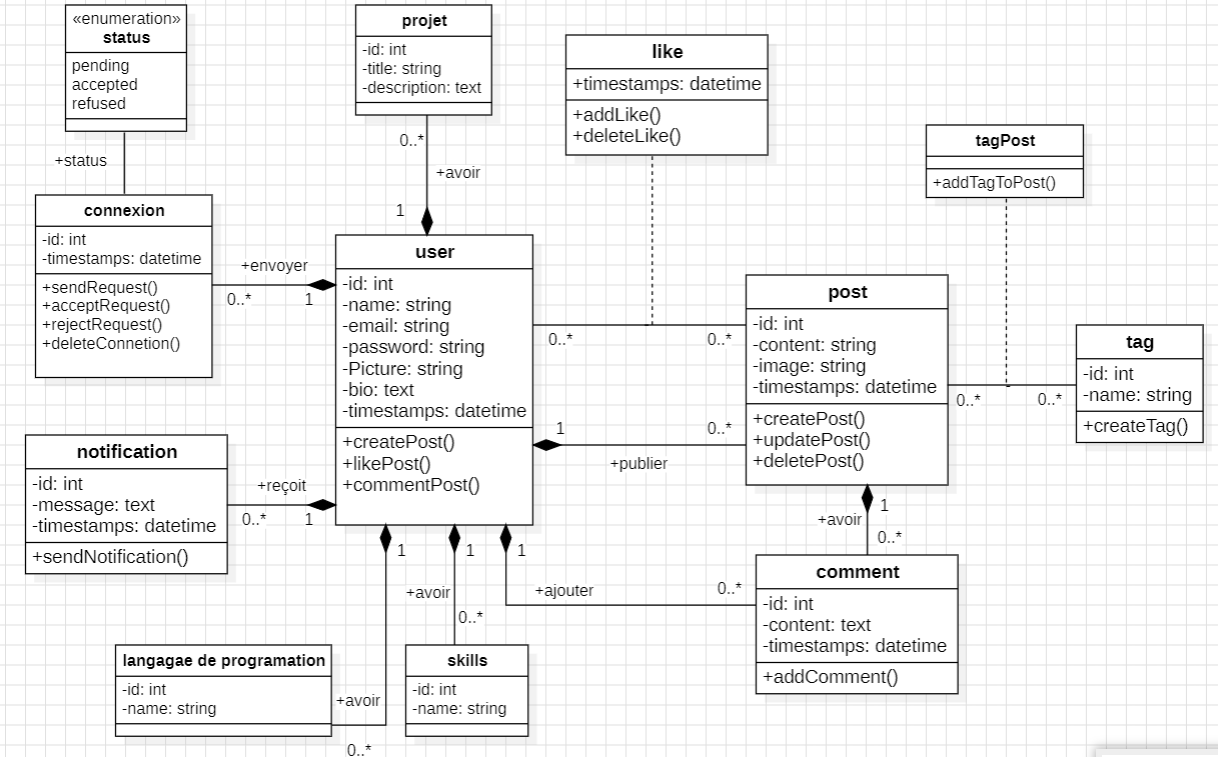 «enumeration»
status
pending
accepted
refused
+status
projet
-id: int
-title: string
-description: text
0..*
+avoir
1
like
+timestamps: datetime
+addLike()
+deleteLike()
tagPost
+addTagToPost()
connexion
-id: int
-timestamps: datetime
+sendRequest()
+acceptRequest()
+rejectRequest()
+deleteConnetion()
+envoyer
0..*
1
user
-id: int
-name: string
-email: string
-password: string
-Picture: string
-bio: text
-timestamps: datetime
+createPost()
+likePost()
+commentPost()
0..*
0..*
1
0..*
+publier
post
-id: int
-content: string
-image: string
-timestamps: datetime
+createPost()
+updatePost()
+deletePost()
0..*
0..*
tag
-id: int
-name: string
+createTag()
notification
-id: int
-message: text
-timestamps: datetime
+sendNotification()
+reçoit
0..*
1
1
1
1
+avoir
0..*
+ajouter
0..*
1
+avoir
0..*
comment
-id: int
-content: text
-timestamps: datetime
+addComment()
langagae de programation
-id: int
-name: string
+avoir
0..*
skills
-id: int
-name: string